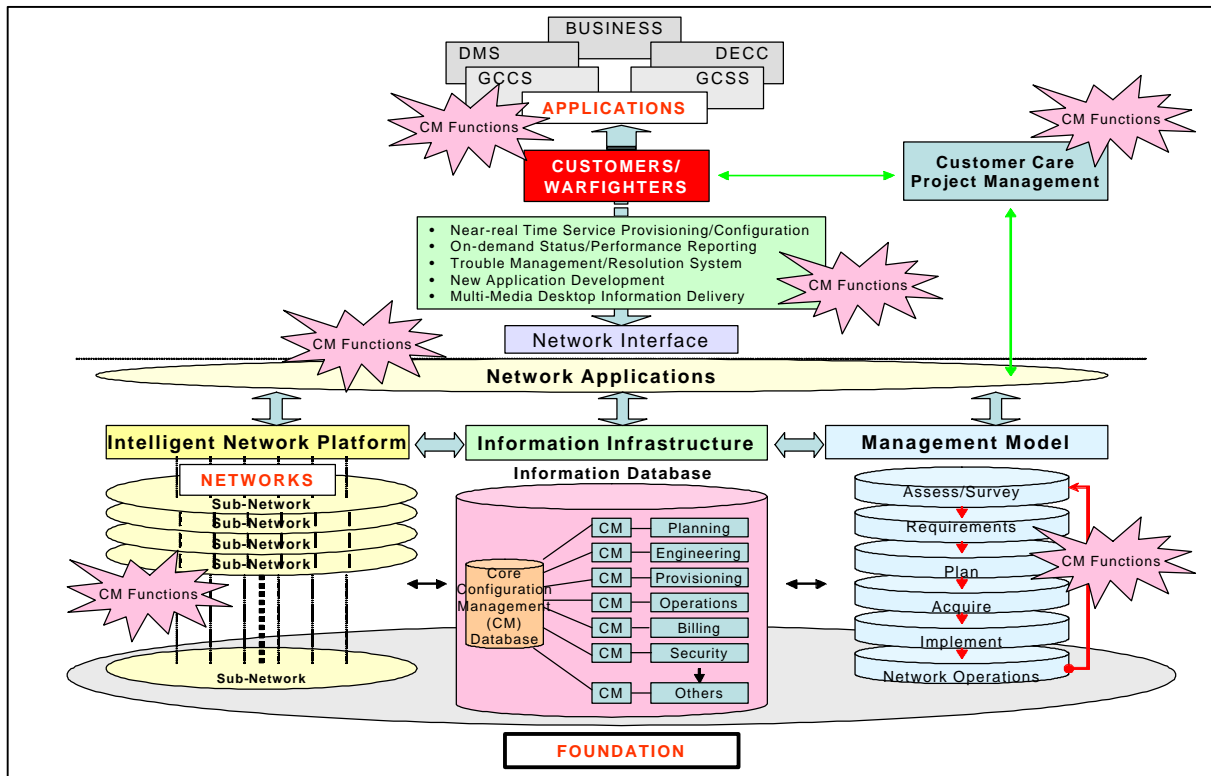 BUSINESS
DMS
DECC
GCCS
GCSS
APPLICATIONS
CM Functions
CM Functions
CUSTOMERS/
WARFIGHTERS
Customer Care
Project Management
• Near-real Time Service Provisioning/Configuration
• On-demand Status/Performance Reporting
• Trouble Management/Resolution System
• New Application Development
• Multi-Media Desktop Information Delivery
CM Functions
CM Functions
Network Interface
Network Applications
Intelligent Network Platform
Information Infrastructure
Management Model
NETWORKS
Sub-Network
Sub-Network
Sub-Network
Sub-Network
CM Functions
Sub-Network
Information Database
Core
Configuration
Management
(CM)
Database
CM Planning
CM Engineering
CM Provisioning
CM Operations
CM Billing
CM Security
CM Others
Assess/Survey
Requirements
Plan
Acquire
Implement
Network Operations
CM Functions
FOUNDATION